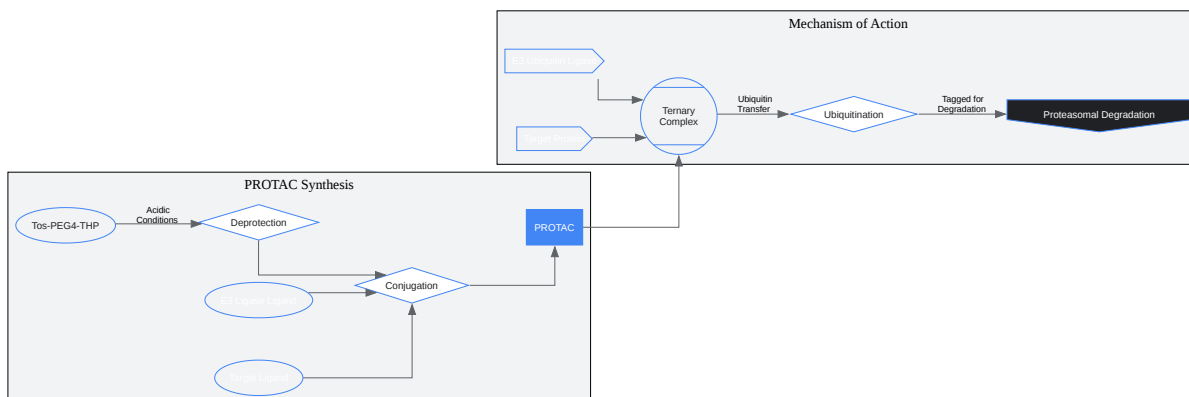 Mechanism of Action
E3 Ubiquitin Ligase
Ternary
Complex
Ubiquitin
Transfer
Ubiquitination
Tagged for
Degradation
Proteasomal Degradation
Target Protein
PROTAC Synthesis
Tos-PEG4-THP
Acidic
Conditions
Deprotection
PROTAC
Conjugation
E3 Ligase Ligand
Target Ligand